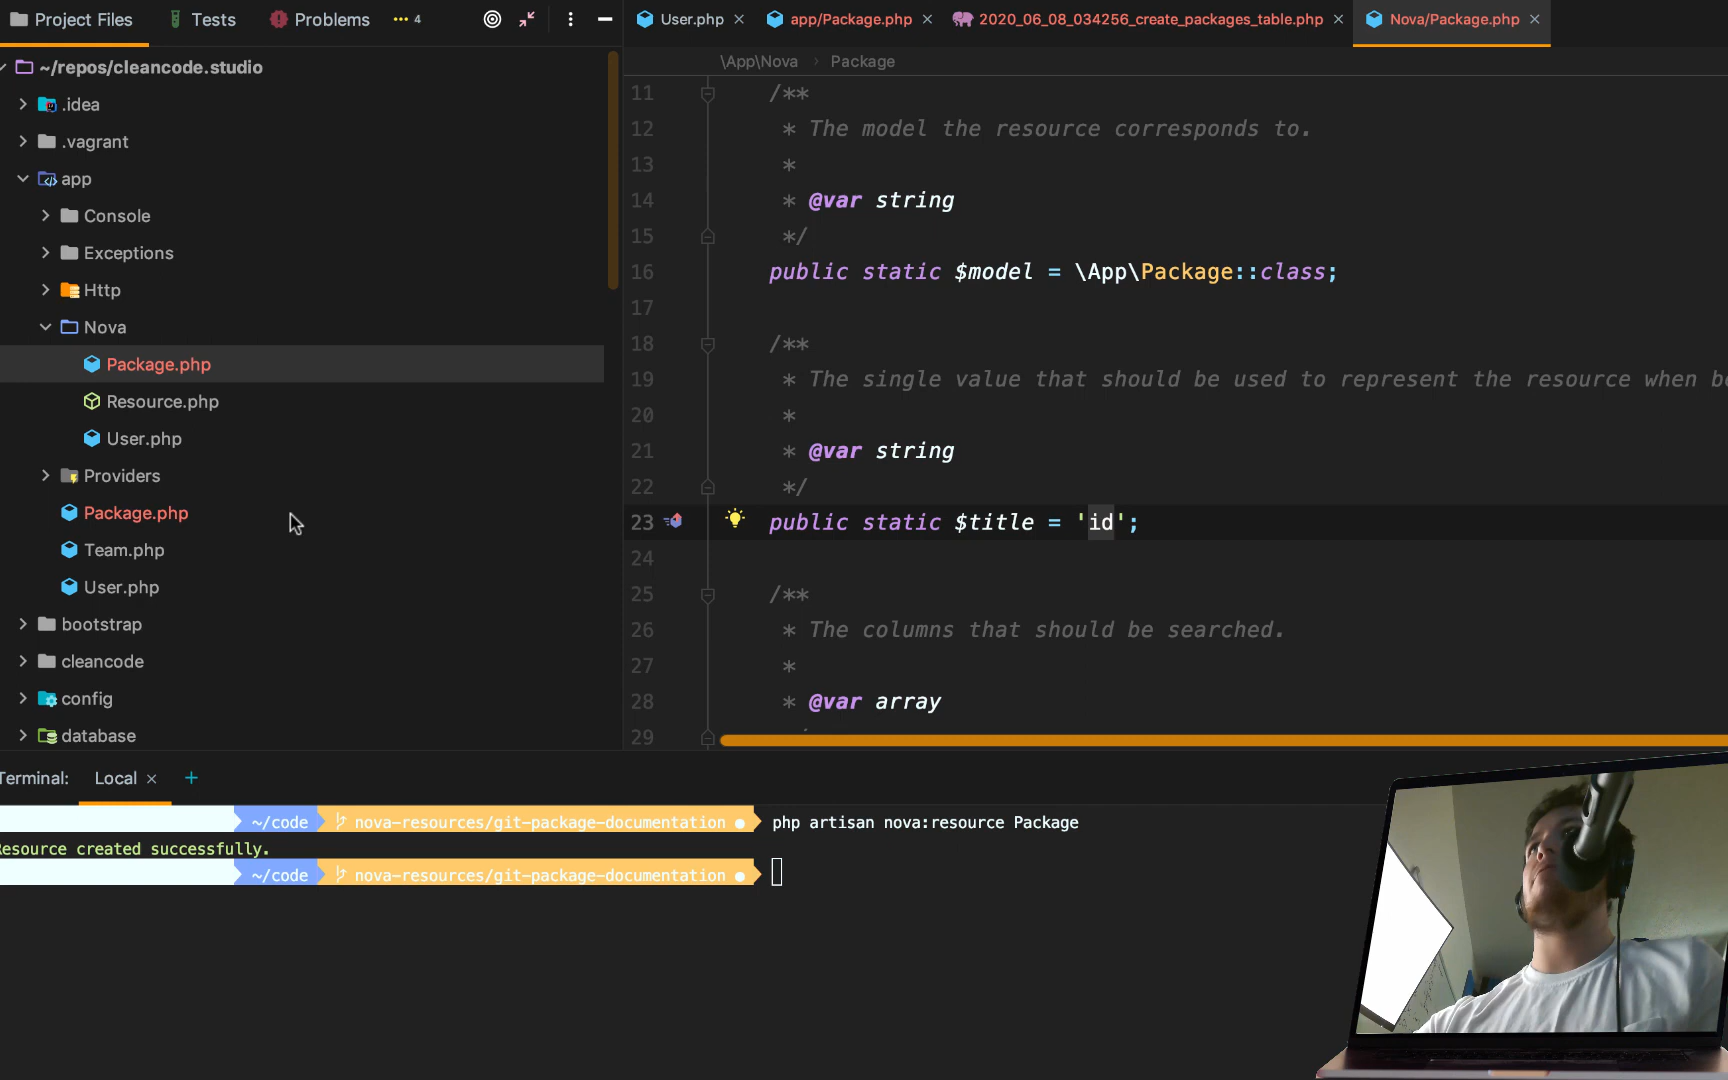 Project Files
Tests
Problems
4
User.php
app/Package.php
2020_06_08_034256_create_packages_table.php
Nova/Package.php
~/repos/cleancode.studio
.idea
.vagrant
app
Console
Exceptions
Http
Nova
Package.php
Resource.php
User.php
Providers
Package.php
Team.php
User.php
bootstrap
cleancode
config
database
\App\Nova › Package
11 /**
12 * The model the resource corresponds to.
13 *
14 * @var string
15 */
16 public static $model = \App\Package::class;
17
18 /**
19 * The single value that should be used to represent the resource when
20 *
21 * @var string
22 */
23 public static $title = 'id';
24
25 /**
26 * The columns that should be searched.
27 *
28 * @var array
29
Terminal: Local +
~/code nova-resources/git-package-documentation ● php artisan nova:resource Package
esource created successfully.
~/code nova-resources/git-package-documentation ●